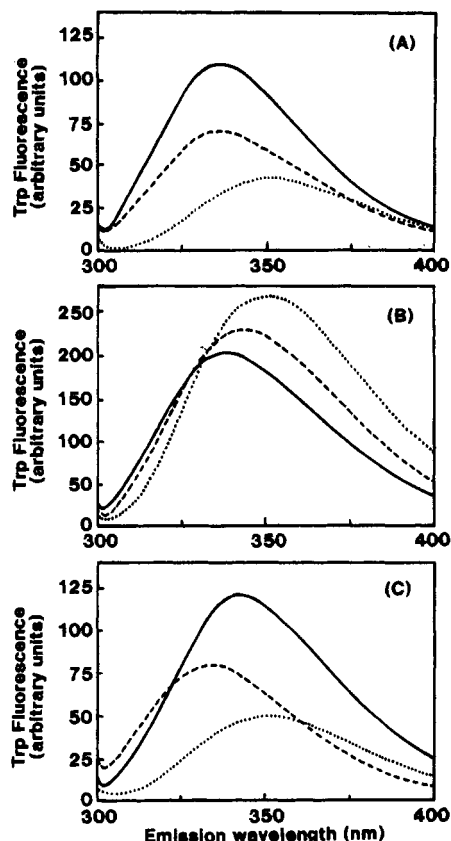 (A)
Trp Fluorescence
(arbitrary units)
125
100
75
50
25
0
300
350
400
(B)
Trp Fluorescence
(arbitrary units)
250
200
150
100
50
0
300
350
400
(C)
Trp Fluorescence
(arbitrary units)
125
100
75
50
25
0
300
350
400
Emission wavelength (nm)